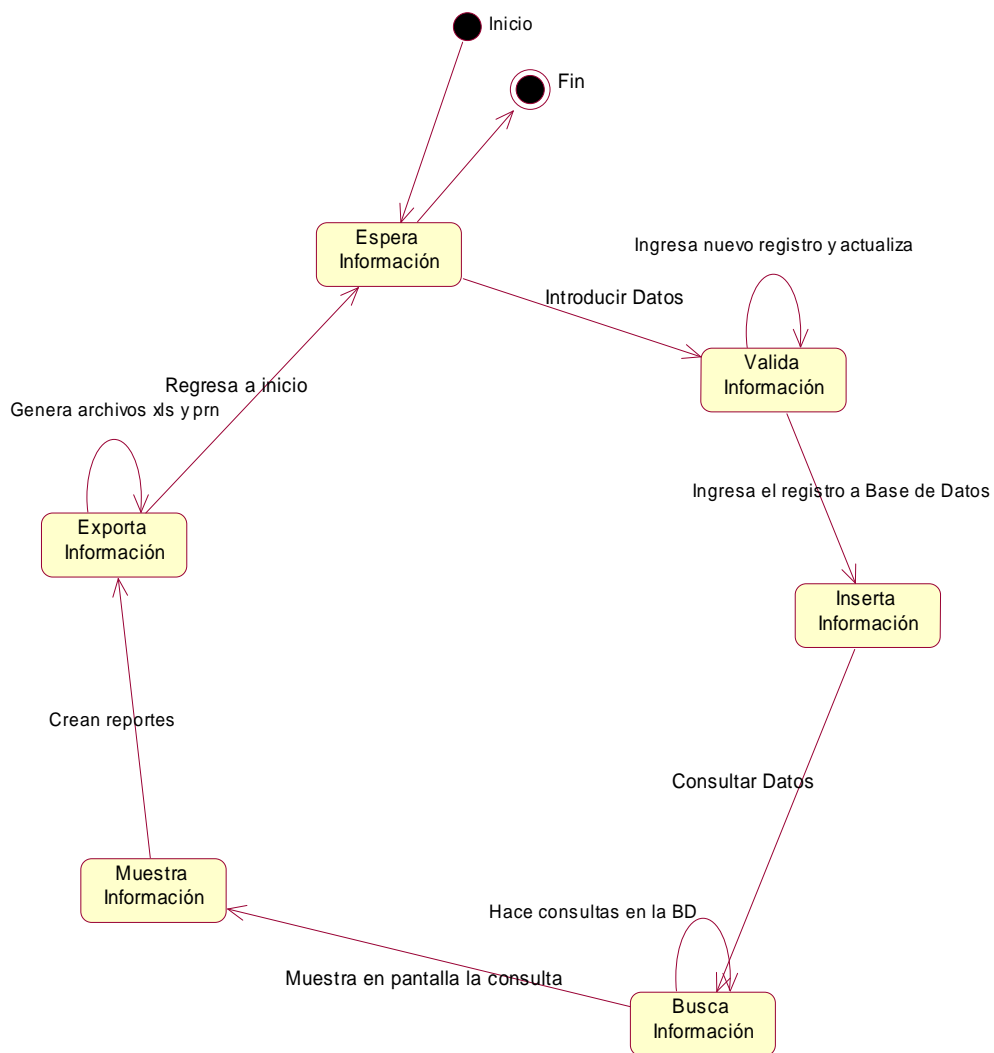 Inicio
Fin
Espera
Información
Ingresa nuevo registro y actualiza
Introducir Datos
Valida
Información
Regresa a inicio
Genera archivos xls y prn
Ingresa el registro a Base de Datos
Exporta
Información
Inserta
Información
Crean reportes
Consultar Datos
Muestra
Información
Hace consultas en la BD
Muestra en pantalla la consulta
Busca
Información